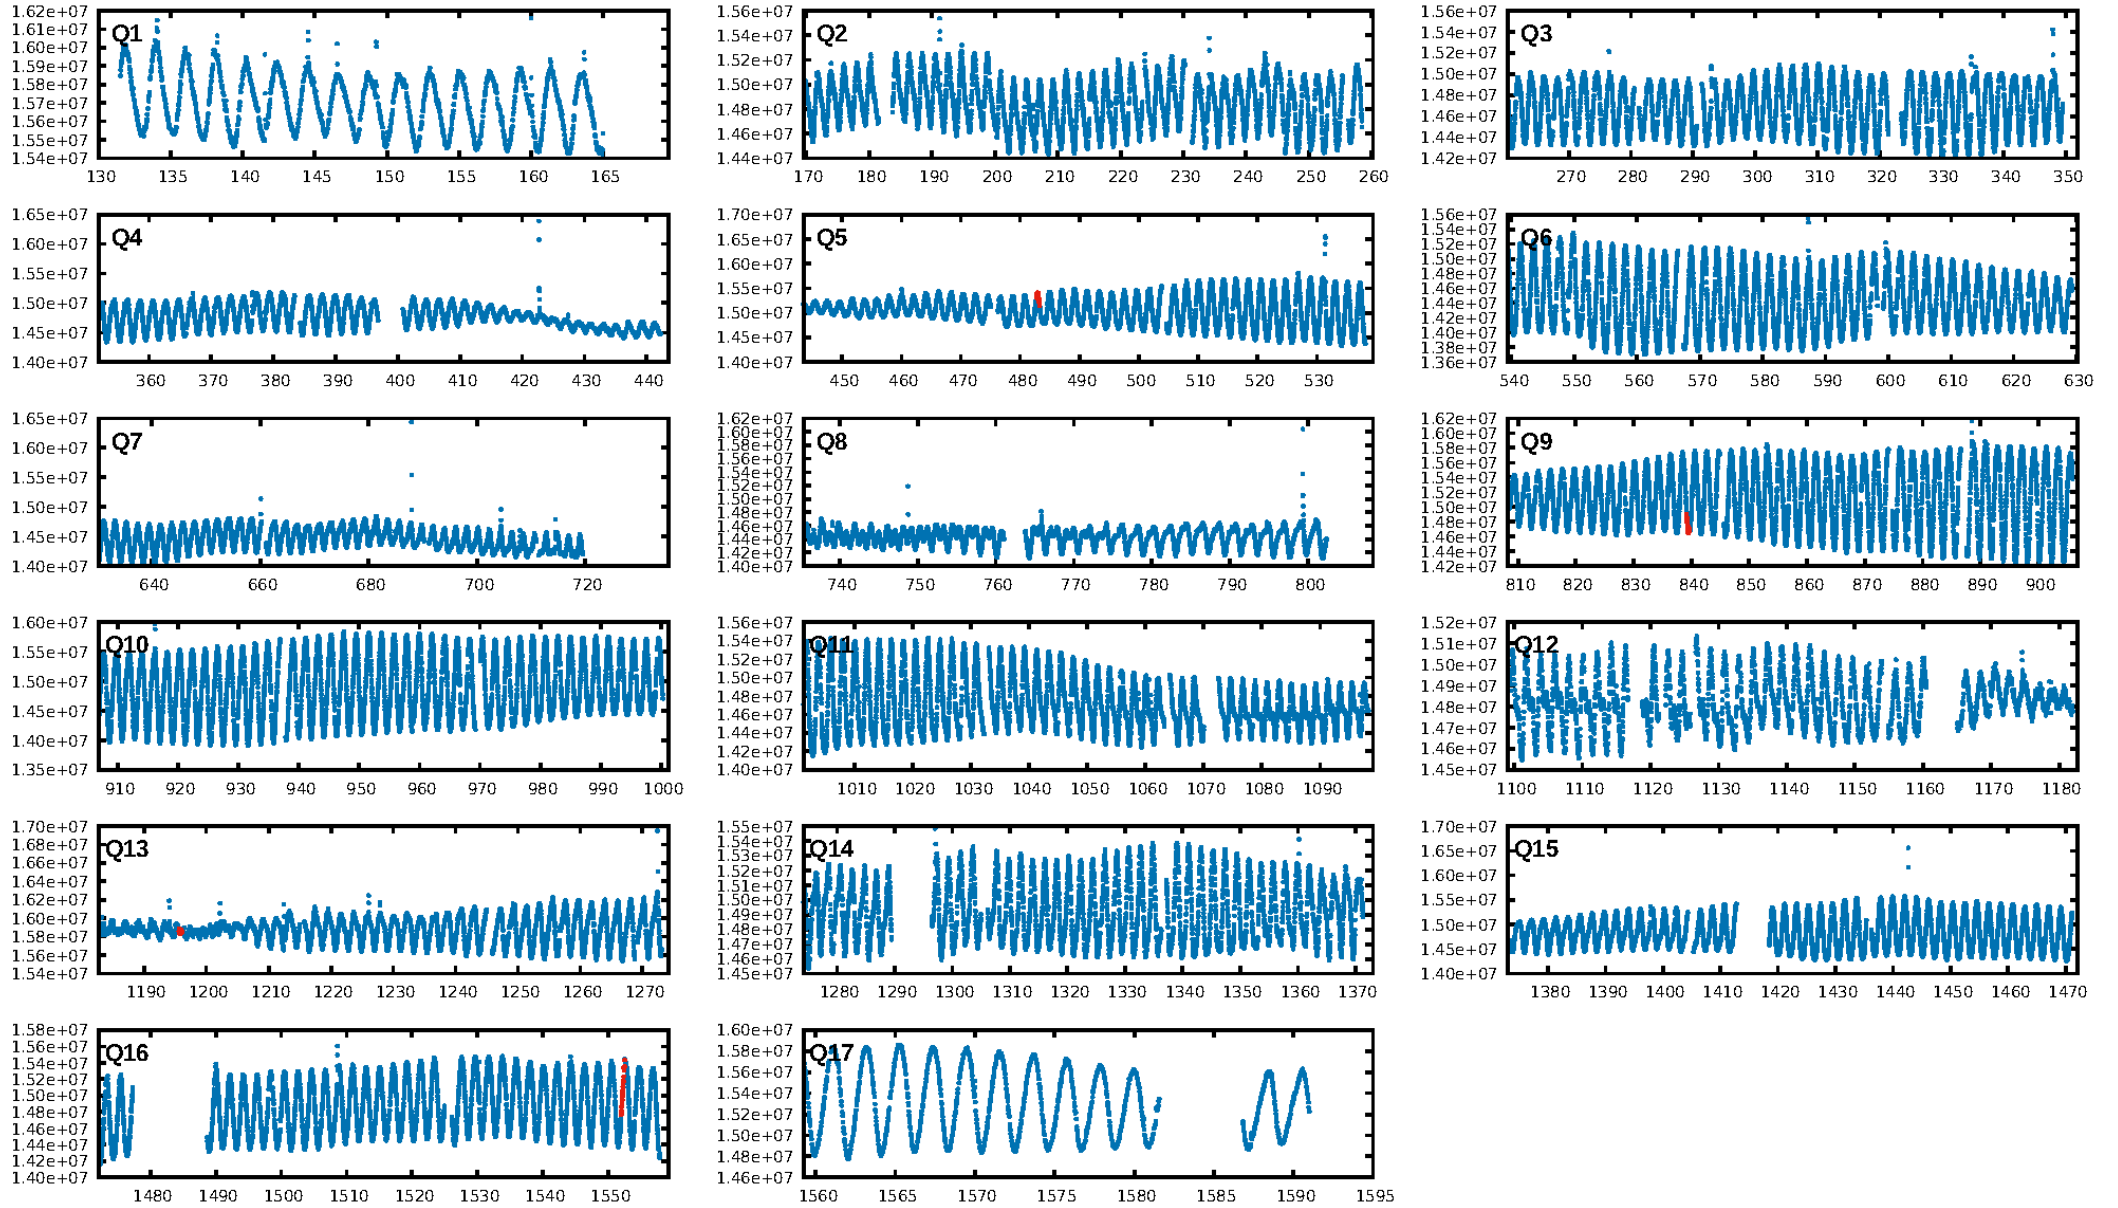 Q1
1.62e+07
1.61e+07
1.60e+07
1.59e+07
1.58e+07
1.57e+07
1.56e+07
1.55e+07
1.54e+07
130 135 140 145 150 155 160 165
Q2
1.56e+07
1.54e+07
1.52e+07
1.50e+07
1.48e+07
1.46e+07
1.44e+07
170 180 190 200 210 220 230 240 250 260
Q3
1.56e+07
1.54e+07
1.52e+07
1.50e+07
1.48e+07
1.46e+07
1.44e+07
1.42e+07
270 280 290 300 310 320 330 340 350
Q4
1.65e+07
1.60e+07
1.55e+07
1.50e+07
1.45e+07
1.40e+07
360 370 380 390 400 410 420 430 440
Q5
1.70e+07
1.65e+07
1.60e+07
1.55e+07
1.50e+07
1.45e+07
1.40e+07
450 460 470 480 490 500 510 520 530
Q6
1.56e+07
1.54e+07
1.52e+07
1.50e+07
1.48e+07
1.46e+07
1.44e+07
1.42e+07
1.40e+07
1.38e+07
1.36e+07
540 550 560 570 580 590 600 610 620 630
Q7
1.65e+07
1.60e+07
1.55e+07
1.50e+07
1.45e+07
1.40e+07
640 660 680 700 720
Q8
1.62e+07
1.60e+07
1.58e+07
1.56e+07
1.54e+07
1.52e+07
1.50e+07
1.48e+07
1.46e+07
1.44e+07
1.42e+07
1.40e+07
740 750 760 770 780 790 800
Q9
1.62e+07
1.60e+07
1.58e+07
1.56e+07
1.54e+07
1.52e+07
1.50e+07
1.48e+07
1.46e+07
1.44e+07
1.42e+07
810 820 830 840 850 860 870 880 890 900
Q10
1.60e+07
1.55e+07
1.50e+07
1.45e+07
1.40e+07
1.35e+07
910 920 930 940 950 960 970 980 990 1000
Q11
1.56e+07
1.54e+07
1.52e+07
1.50e+07
1.48e+07
1.46e+07
1.44e+07
1.42e+07
1.40e+07
1010 1020 1030 1040 1050 1060 1070 1080 1090
Q12
1.52e+07
1.51e+07
1.50e+07
1.49e+07
1.48e+07
1.47e+07
1.46e+07
1.45e+07
1100 1110 1120 1130 1140 1150 1160 1170 1180
Q13
1.70e+07
1.68e+07
1.66e+07
1.64e+07
1.62e+07
1.60e+07
1.58e+07
1.56e+07
1.54e+07
1190 1200 1210 1220 1230 1240 1250 1260 1270
Q14
1.55e+07
1.54e+07
1.53e+07
1.52e+07
1.51e+07
1.50e+07
1.49e+07
1.48e+07
1.47e+07
1.46e+07
1.45e+07
1280 1290 1300 1310 1320 1330 1340 1350 1360 1370
Q15
1.70e+07
1.65e+07
1.60e+07
1.55e+07
1.50e+07
1.45e+07
1.40e+07
1380 1390 1400 1410 1420 1430 1440 1450 1460 1470
Q16
1.58e+07
1.56e+07
1.54e+07
1.52e+07
1.50e+07
1.48e+07
1.46e+07
1.44e+07
1.42e+07
1.40e+07
1480 1490 1500 1510 1520 1530 1540 1550
Q17
1.60e+07
1.58e+07
1.56e+07
1.54e+07
1.52e+07
1.50e+07
1.48e+07
1.46e+07
1560 1565 1570 1575 1580 1585 1590 1595